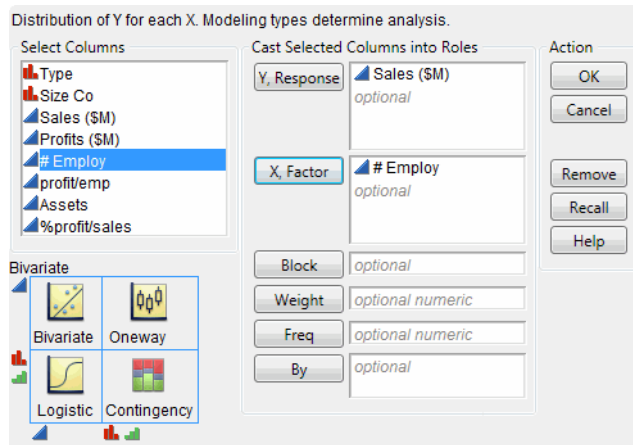 Distribution of Y for each X. Modeling types determine analysis.
Select Columns
Type
Size Co
Sales ($M)
Profits ($M)
# Employ
profit/emp
Assets
%profit/sales
Cast Selected Columns into Roles
Y, Response
Sales ($M)
optional
X, Factor
# Employ
optional
Block
optional
Weight
optional numeric
Freq
optional numeric
By
optional
Action
OK
Cancel
Remove
Recall
Help
Bivariate
Bivariate
Oneway
Logistic
Contingency